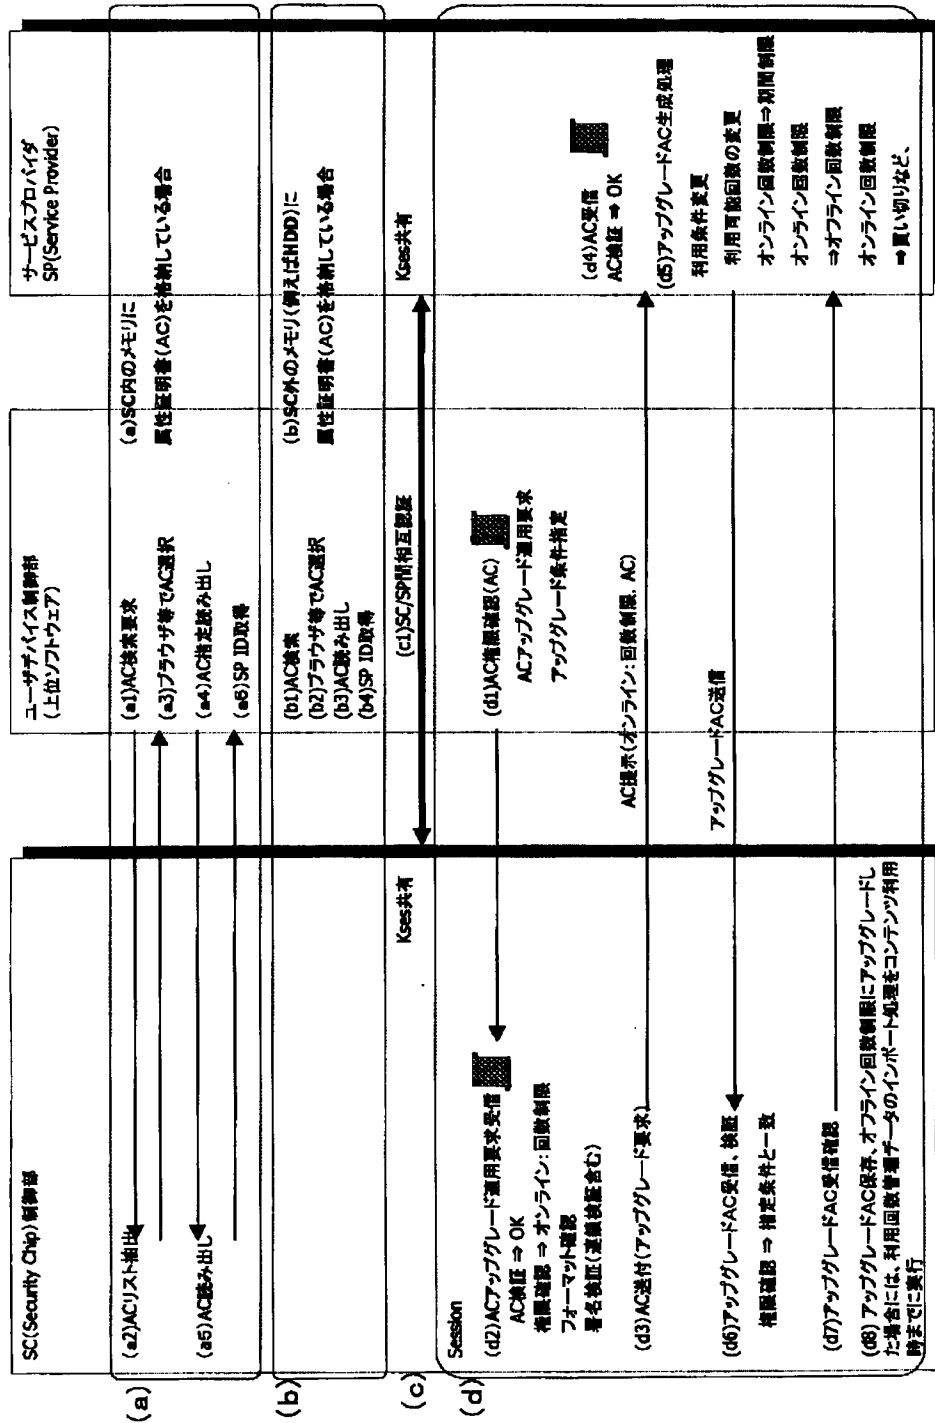 SC(Security Chip)制御部
ユーザデバイス制御部
(上位ソフトウェア)
サービスプロバイダ
SP(Service Provider)
(a)
(a1)AC検索要求
(a2)ACリスト抽出
(a3)ブラウザ等でAC選択
(a4)AC指定読み出し
(a5)AC読み出し
(a6)SP ID取得
(a)SC内のメモリに
属性証明書(AC)を格納している場合
(b)
(b1)AC検索
(b2)ブラウザ等でAC選択
(b3)AC読み出し
(b4)SP ID取得
(b)SC外のメモリ(例えばHDD)に
属性証明書(AC)を格納している場合
(c)
Kses共有
(c1)SC/SP間相互認証
Kses共有
(d)
Session
(d1)AC権限確認(AC)
ACアップグレード適用要求
アップグレード条件指定
(d2)ACアップグレード適用要求受信
AC検証 ⇒ OK
権限確認 ⇒ オンライン:回数制限
フォーマット確認
署名検証(連鎖検証含む)
(d3)AC送付(アップグレード要求)
AC提示(オンライン:回数制限, AC)
(d4)AC受信
AC検証 ⇒ OK
(d5)アップグレードAC生成処理
利用条件変更
利用可能回数の変更
オンライン回数制限⇒期間制限
オンライン回数制限
⇒オフライン回数制限
オンライン回数制限
⇒買い切りなど、
アップグレードAC送信
(d6)アップグレードAC受信、検証
権限確認 ⇒ 指定条件と一致
(d7)アップグレードAC受信確認
(d8)アップグレードAC保存、オフライン回数制限にアップグレードし
た場合には、利用回数管理データのインポート処理をコンテンツ利用
時までに実行